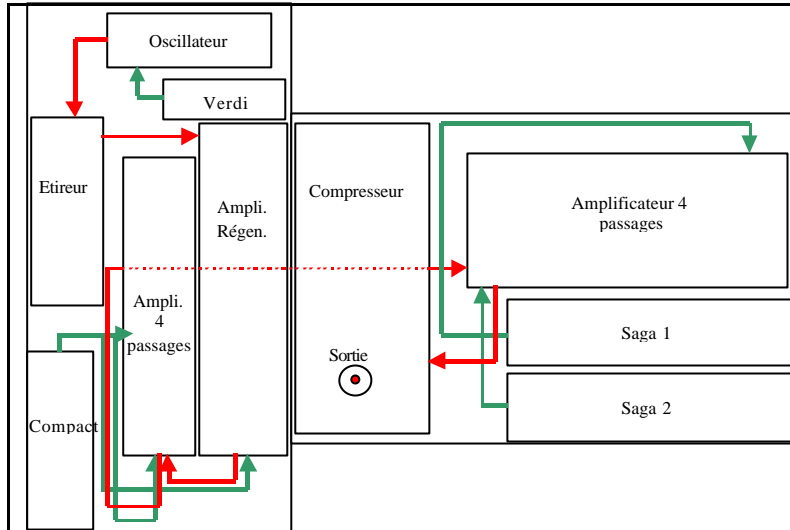 Oscillateur
Verdi
Etireur
Ampli.
Régen.
Compresseur
Amplificateur 4
passages
Ampli.
4
passages
Sortie
Saga 1
Compact
Saga 2